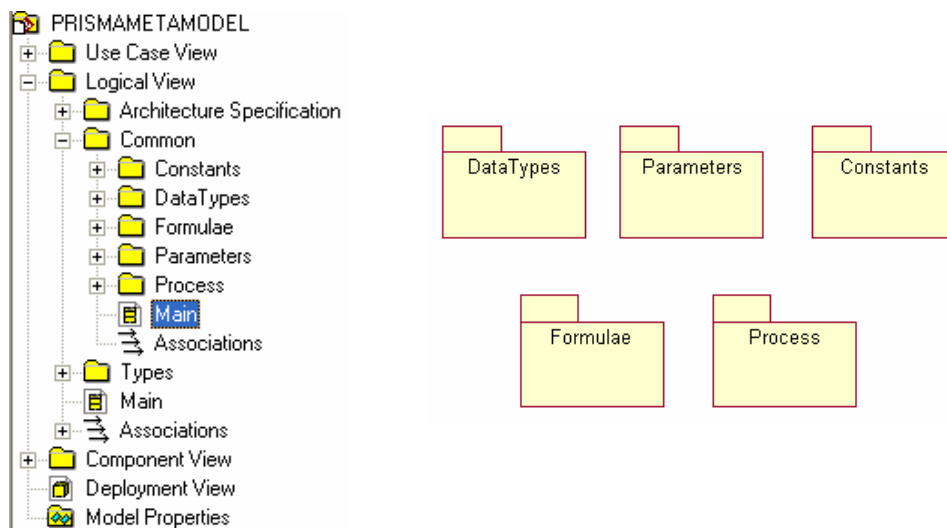 PRISMAMETAMODEL
Use Case View
Logical View
Architecture Specification
Common
Constants
DataTypes
Formulae
Parameters
Process
Main
Associations
Types
Main
Associations
Component View
Deployment View
Model Properties
DataTypes
Parameters
Constants
Formulae
Process